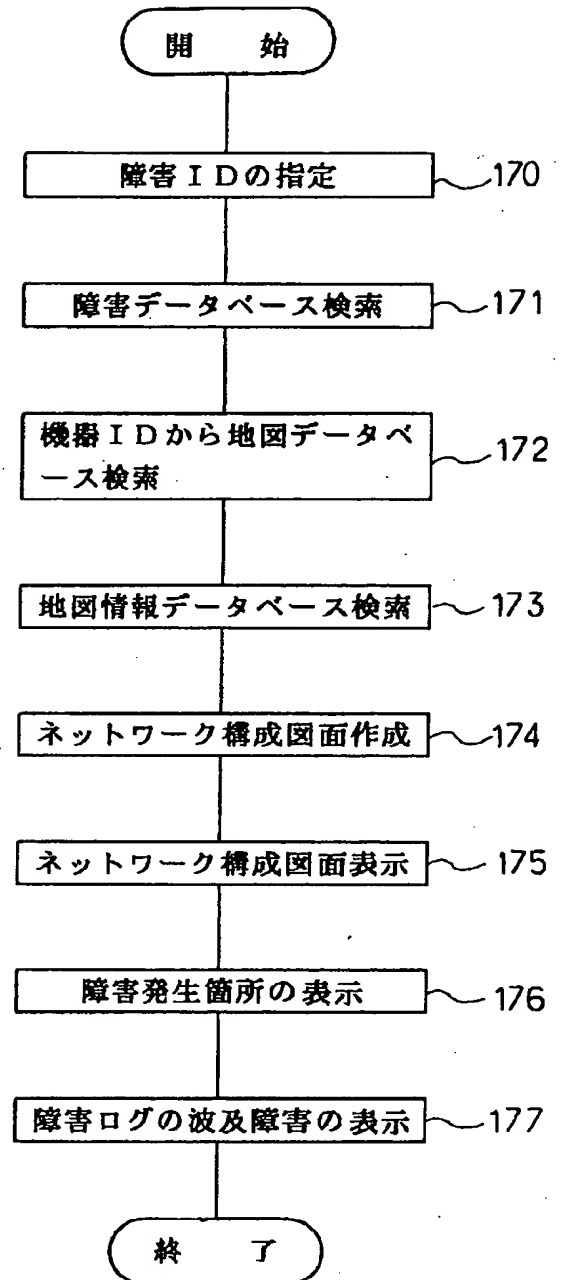 開 始
障害IDの指定 170
障害データベース検索 171
機器IDから地図データベ
ース検索 172
地図情報データベース検索 173
ネットワーク構成図面作成 174
ネットワーク構成図面表示 175
障害発生箇所の表示 176
障害ログの波及障害の表示 177
終 了